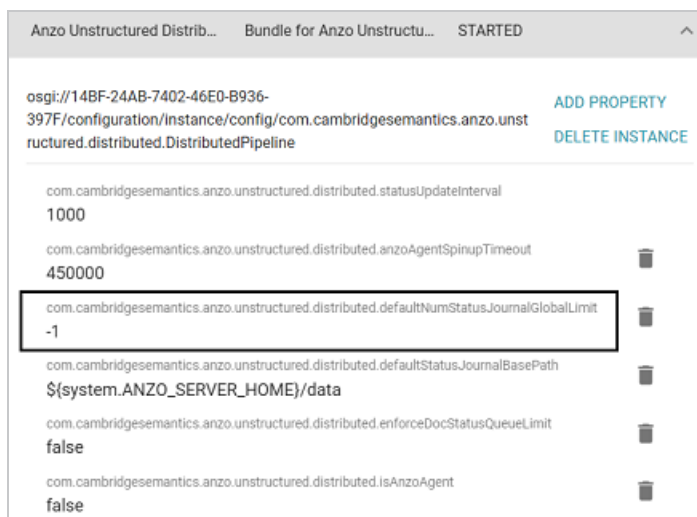 Anzo Unstructured Distrib... Bundle for Anzo Unstructu... STARTED
osgi://14BF-24AB-7402-46E0-B936-
397F/configuration/instance/config/com.cambridgesemantics.anzo.unst
ructured.distributed.DistributedPipeline
ADD PROPERTY
DELETE INSTANCE
com.cambridgesemantics.anzo.unstructured.distributed.statusUpdateInterval
1000
com.cambridgesemantics.anzo.unstructured.distributed.anzoAgentSpinupTimeout
450000
com.cambridgesemantics.anzo.unstructured.distributed.defaultNumStatusJournalGlobalLimit
-1
com.cambridgesemantics.anzo.unstructured.distributed.defaultStatusJournalBasePath
${system.ANZO_SERVER_HOME}/data
com.cambridgesemantics.anzo.unstructured.distributed.enforceDocStatusQueueLimit
false
com.cambridgesemantics.anzo.unstructured.distributed.isAnzoAgent
false